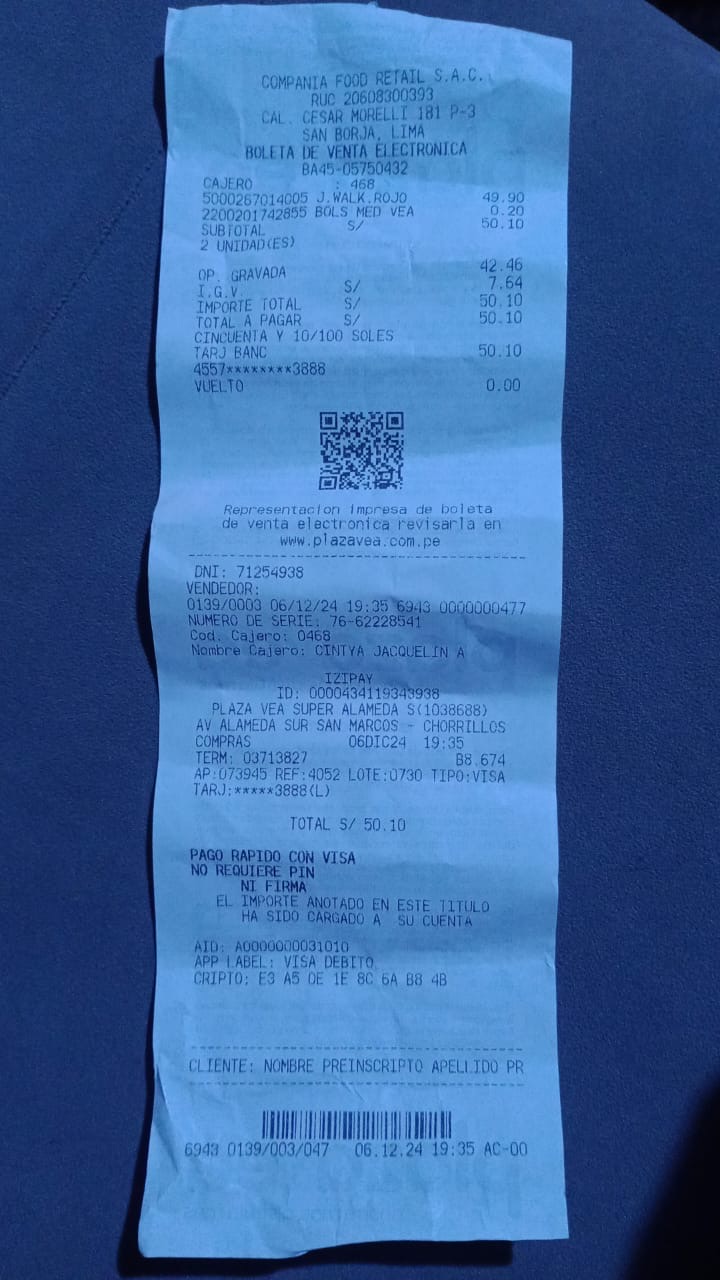 COMPANIA FOOD RETAIL S.A.C.
RUC 20608300393
CAL. CESAR MORELLI 181 P-3
SAN BORJA, LIMA
BOLETA DE VENTA ELECTRONICA
BA45-05750432
CAJERO : 468
5000267014005 J.WALK.ROJO 49.90
2200201742855 BOLS MED VEA 0.20
SUBTOTAL S/ 50.10
2 UNIDAD(ES)
OP. GRAVADA 42.46
I.G.V. S/ 7.64
IMPORTE TOTAL S/ 50.10
TOTAL A PAGAR S/ 50.10
CINCUENTA Y 10/100 SOLES
TARJ BANC 50.10
4557********3888
VUELTO 0.00
Representacion impresa de boleta
de venta electronica revisarla en
www.plazavea.com.pe
DNI: 71254938
VENDEDOR:
0139/0003 06/12/24 19:35 6943 0000000477
NUMERO DE SERIE: 76-62228541
Cod. Cajero: 0468
Nombre Cajero: CINTYA JACQUELIN A
IZIPAY
ID: 0000434119343938
PLAZA VEA SUPER ALAMEDA S(1038688)
AV ALAMEDA SUR SAN MARCOS - CHORRILLOS
COMPRAS 06DIC24 19:35
TERM: 03713827 B8.674
AP:073945 REF:4052 LOTE:0730 TIPO:VISA
TARJ:*****3888(L)
TOTAL S/ 50.10
PAGO RAPIDO CON VISA
NO REQUIERE PIN
NI FIRMA
EL IMPORTE ANOTADO EN ESTE TITULO
HA SIDO CARGADO A SU CUENTA
AID: A0000000031010
APP LABEL: VISA DEBITO
CRIPTO: E3 A5 0E 1E 8C 6A B8 4B
CLIENTE: NOMBRE PREINSCRIPTO APELLIDO PR
6943 0139/003/047 06.12.24 19:35 AC-00